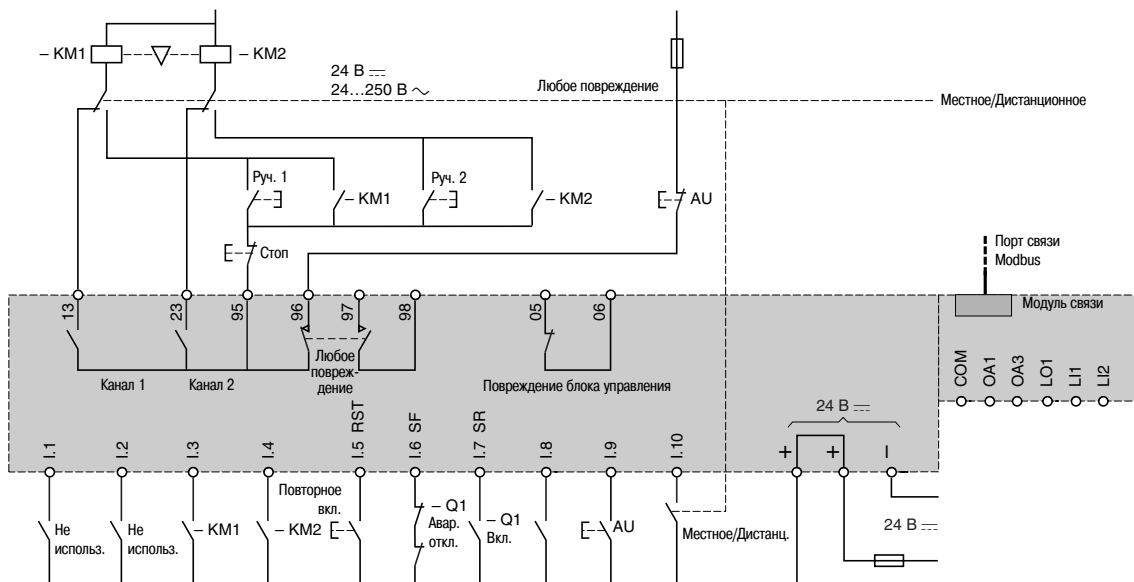 – KM1
– KM2
24 В ⎓
24...250 В ∼
Любое повреждение
Местное/Дистанционное
Руч. 1
– KM1
Руч. 2
– KM2
AU
Стоп
Порт связи
Modbus
Модуль связи
13
23
95
96
97
98
05
06
Канал 1
Канал 2
Любое
повреж-
дение
Повреждение блока управления
COM
OA1
OA3
LO1
LI1
LI2
24 В ⎓
I.1
I.2
I.3
I.4
I.5 RST
I.6 SF
I.7 SR
I.8
I.9
I.10
+
+
–
Не
использ.
Не
использ.
– KM1
– KM2
Повторное
вкл.
– Q1
Авар.
откл.
– Q1
Вкл.
AU
Местное/Дистанц.
24 В ⎓